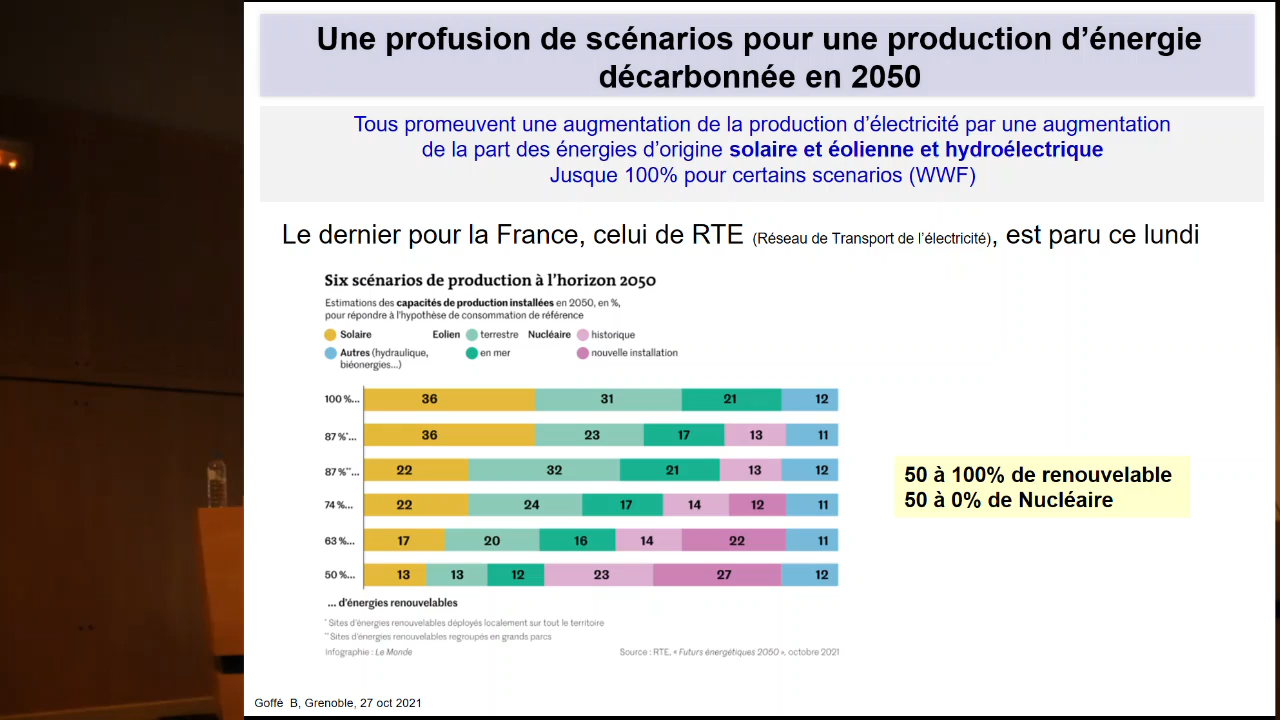 Une profusion de scénarios pour une production d’énergie
décarbonnée en 2050
Tous promeuvent une augmentation de la production d’électricité par une augmentation
de la part des énergies d’origine solaire et éolienne et hydroélectrique
Jusque 100% pour certains scenarios (WWF)
Le dernier pour la France, celui de RTE (Réseau de Transport de l’électricité), est paru ce lundi
Six scénarios de production à l’horizon 2050
Estimations des capacités de production installées en 2050, en %,
pour répondre à l’hypothèse de consommation de référence
Solaire Eolien terrestre Nucléaire historique
Autres (hydraulique, en mer nouvelle installation
biéonergies...)
100 %... 36 31 21 12
87 %*... 36 23 17 13 11
87 %**... 22 32 21 13 12
74 %... 22 24 17 14 12 11
63 %... 17 20 16 14 22 11
50 %... 13 13 12 23 27 12
... d’énergies renouvelables
50 à 100% de renouvelable
50 à 0% de Nucléaire
* Sites d’énergies renouvelables déployés localement sur tout le territoire
** Sites d’énergies renouvelables regroupés en grands parcs
Infographie : Le Monde Source : RTE, « Futurs énergétiques 2050 », octobre 2021
Goffé B, Grenoble, 27 oct 2021